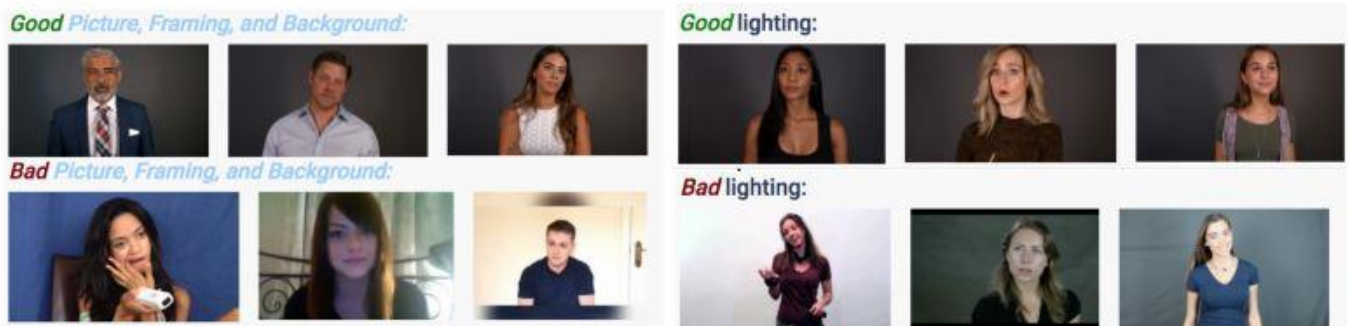 Good Picture, Framing, and Background:
Bad Picture, Framing, and Background:
Good lighting:
Bad lighting: